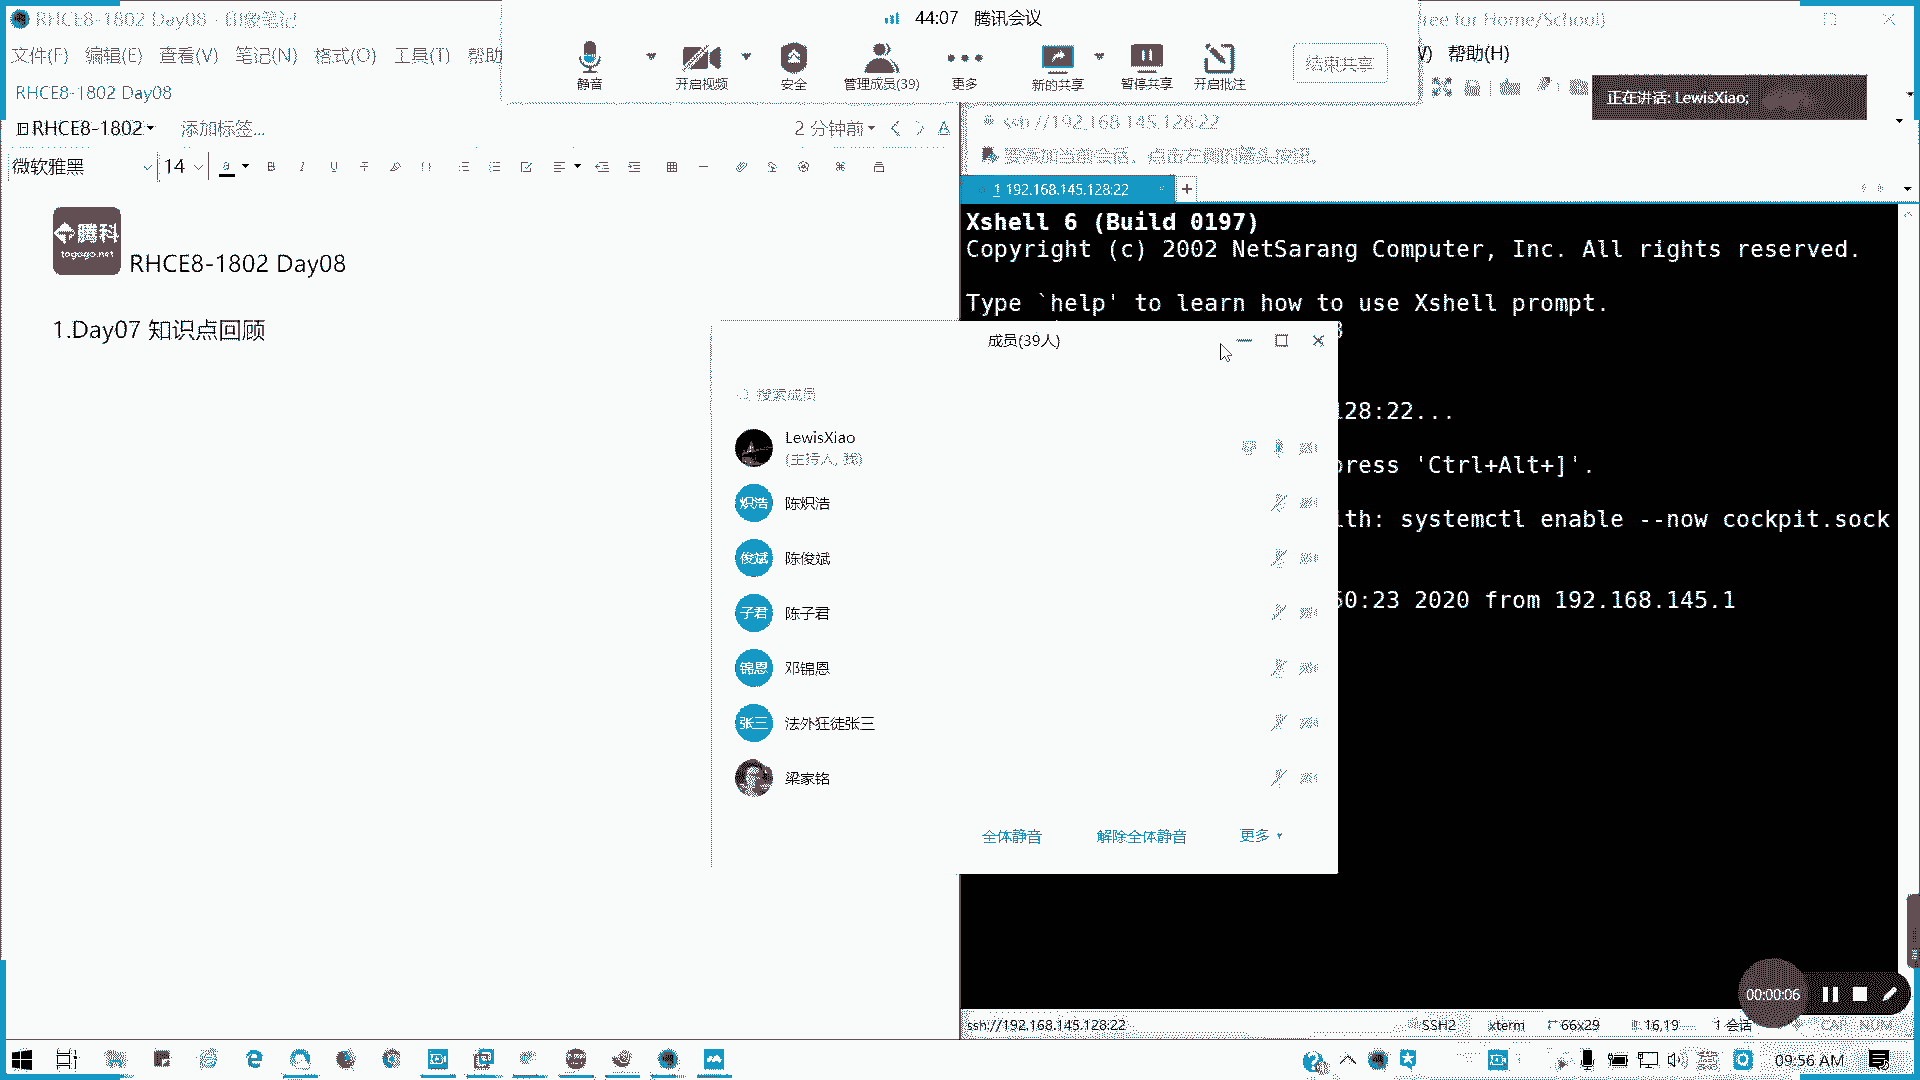 RHCE8-1802 Day08 - 印象笔记
文件(F) 编辑(E) 查看(V) 笔记(N) 格式(O) 工具(T) 帮助
RHCE8-1802 Day08
RHCE8-1802 添加标签... 2 分钟前
微软雅黑 14
腾科
togogo.net
RHCE8-1802 Day08
1.Day07 知识点回顾
44:07 腾讯会议
静音 开启视频 安全 管理成员(39) 更多 新的共享 暂停共享 开启批注 结束共享
ree for Home/School)
帮助(H)
正在讲话: LewisXiao;
ssh://192.168.145.128:22
要添加当前会话，点击左侧的箭头按钮。
1 192.168.145.128:22 +
Xshell 6 (Build 0197)
Copyright (c) 2002 NetSarang Computer, Inc. All rights reserved.
Type `help' to learn how to use Xshell prompt.
128:22...
press 'Ctrl+Alt+]'.
ith: systemctl enable --now cockpit.sock
50:23 2020 from 192.168.145.1
成员(39人)
搜索成员
LewisXiao
(主持人, 我)
炽浩 陈炽浩
俊斌 陈俊斌
子君 陈子君
锦恩 邓锦恩
张三 法外狂徒张三
梁家铭
全体静音 解除全体静音 更多
00:00:06
ssh://192.168.145.128:22 SSH2 xterm 66x29 16,19 1 会话 CAP NUM
09:56 AM